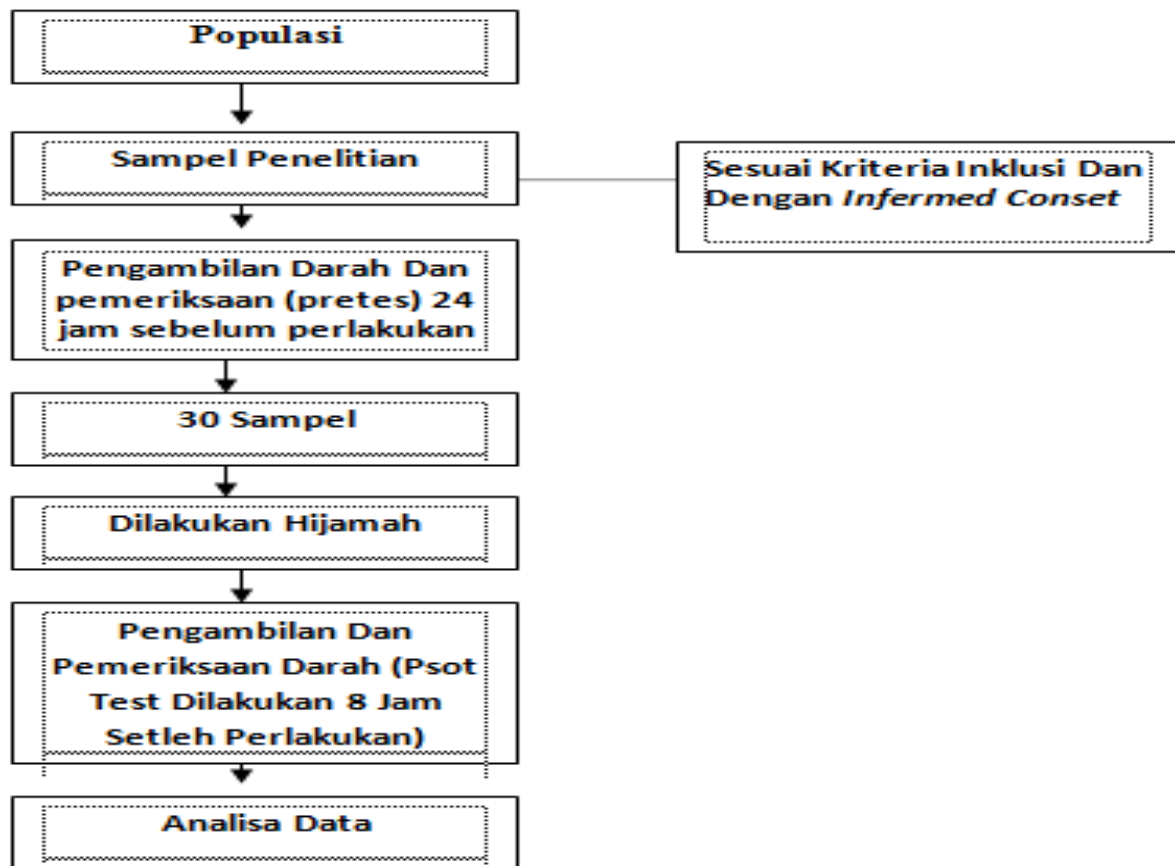 Populasi
Sampel Penelitian
Sesuai Kriteria Inklusi Dan
Dengan Infermed Conset
Pengambilan Darah Dan
pemeriksaan (pretes) 24
jam sebelum perlakukan
30 Sampel
Dilakukan Hijamah
Pengambilan Dan
Pemeriksaan Darah (Psot
Test Dilakukan 8 Jam
Setleh Perlakukan)
Analisa Data